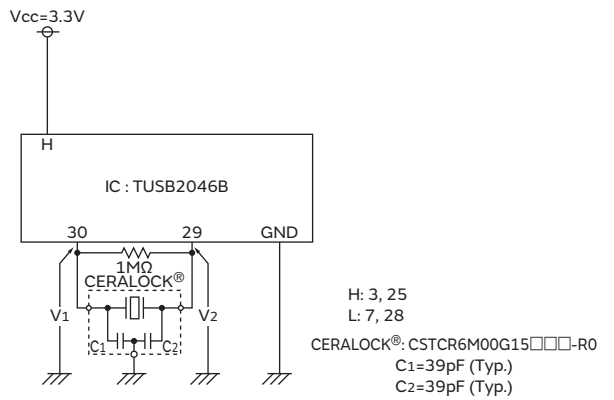 Vcc=3.3V
H
IC : TUSB2046B
30 29 GND
1MΩ
CERALOCK®
V1 V2
C1 C2
H: 3, 25
L: 7, 28
CERALOCK®: CSTCR6M00G15□□□-R0
C1=39pF (Typ.)
C2=39pF (Typ.)